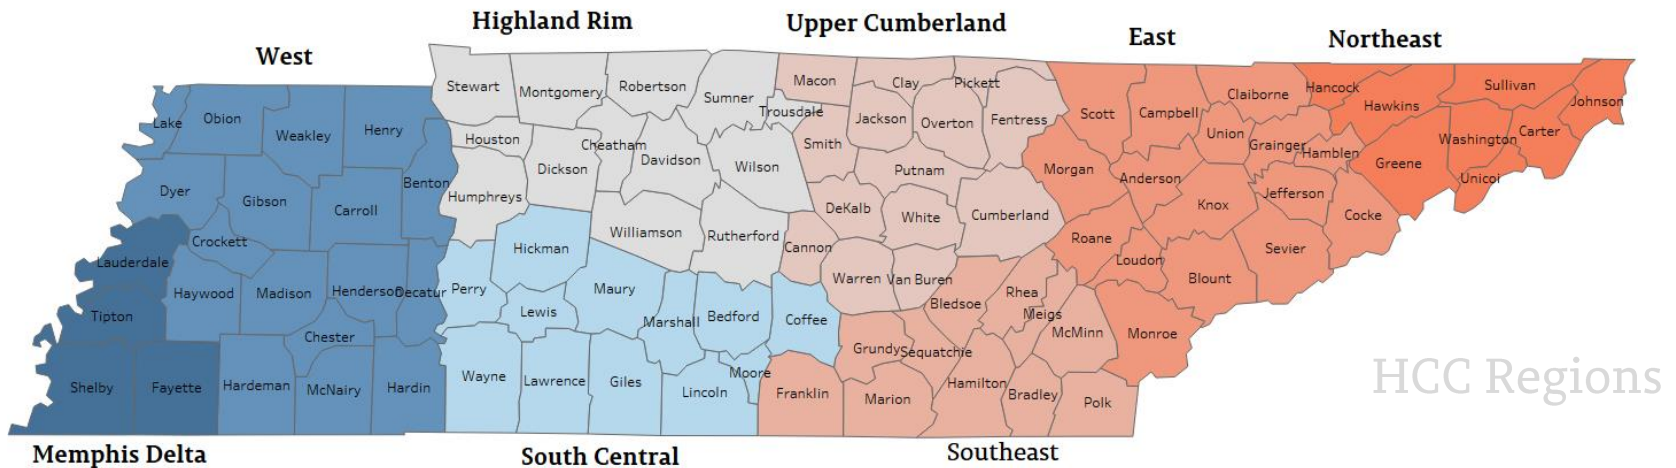 Highland Rim
Upper Cumberland
East
Northeast
West
Stewart
Montgomery
Robertson
Sumner
Macon
Clay
Pickett
Scott
Campbell
Claiborne
Hancock
Hawkins
Sullivan
Johnson
Lake
Obion
Weakley
Henry
Houston
Cheatham
Trousdale
Smith
Jackson
Overton
Fentress
Union
Grainger
Hamblen
Greene
Washington
Carter
Unicoi
Dyer
Gibson
Carroll
Benton
Humphreys
Dickson
Davidson
Wilson
Putnam
Morgan
Anderson
Knox
Jefferson
Cocke
Crockett
Hickman
Williamson
Rutherford
DeKalb
White
Cumberland
Cannon
Roane
Loudon
Sevier
Lauderdale
Haywood
Madison
Henderson
Decatur
Perry
Lewis
Maury
Marshall
Bedford
Coffee
Warren
Van Buren
Bledsoe
Rhea
Meigs
McMinn
Blount
Monroe
Tipton
Chester
Grundy
Sequatchie
Shelby
Fayette
Hardeman
McNairy
Hardin
Wayne
Lawrence
Giles
Lincoln
Moore
Franklin
Marion
Hamilton
Bradley
Polk
HCC Regions
Memphis Delta
South Central
Southeast